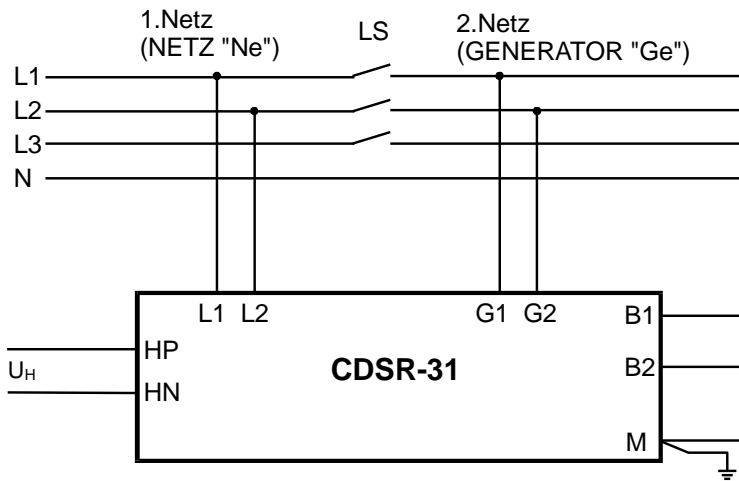 1.Netz
(NETZ "Ne")
LS
2.Netz
(GENERATOR "Ge")
L1
L2
L3
N
L1 L2
G1 G2
B1
HP
UH
HN
CDSR-31
B2
M